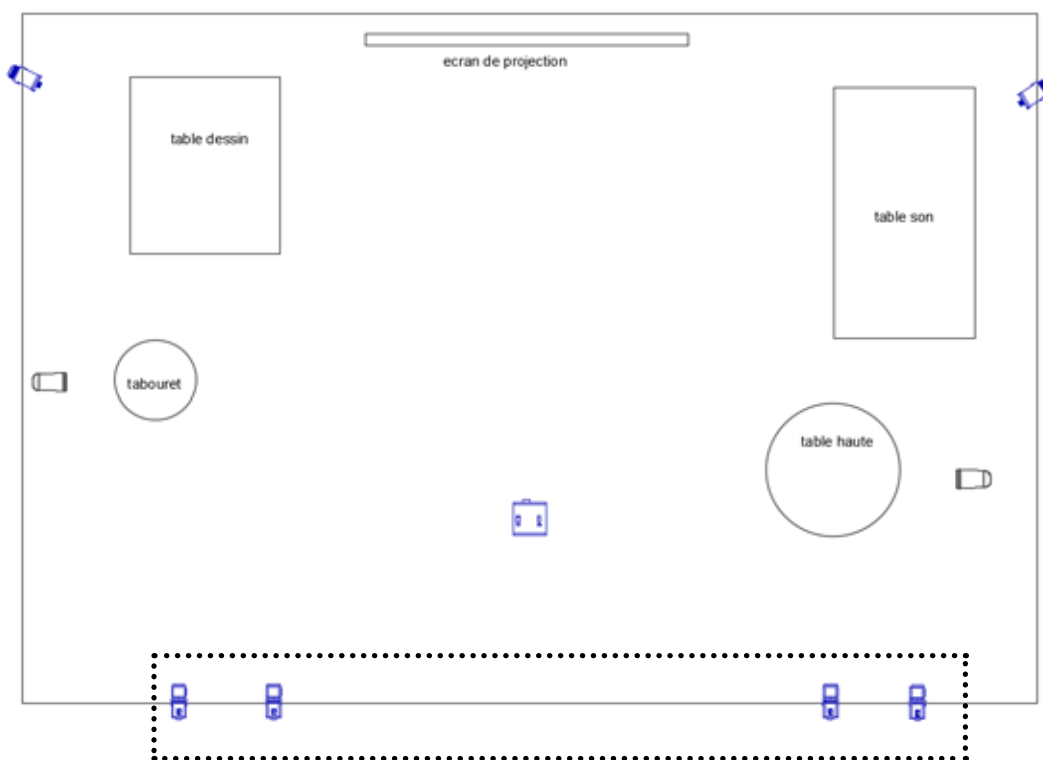 ecran de projection
table dessin
table son
tabouret
table haute